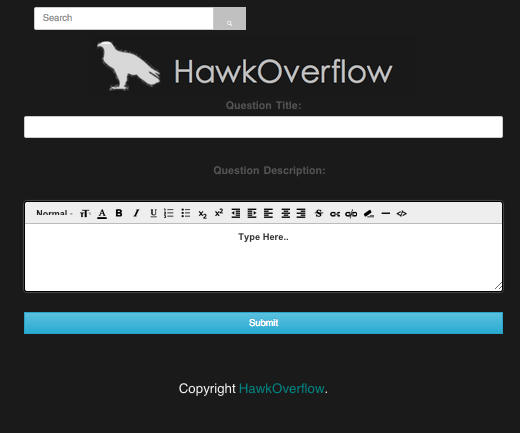 Search
HawkOverflow
Question Title:
Question Description:
Normal
Type Here..
Submit
Copyright HawkOverflow.